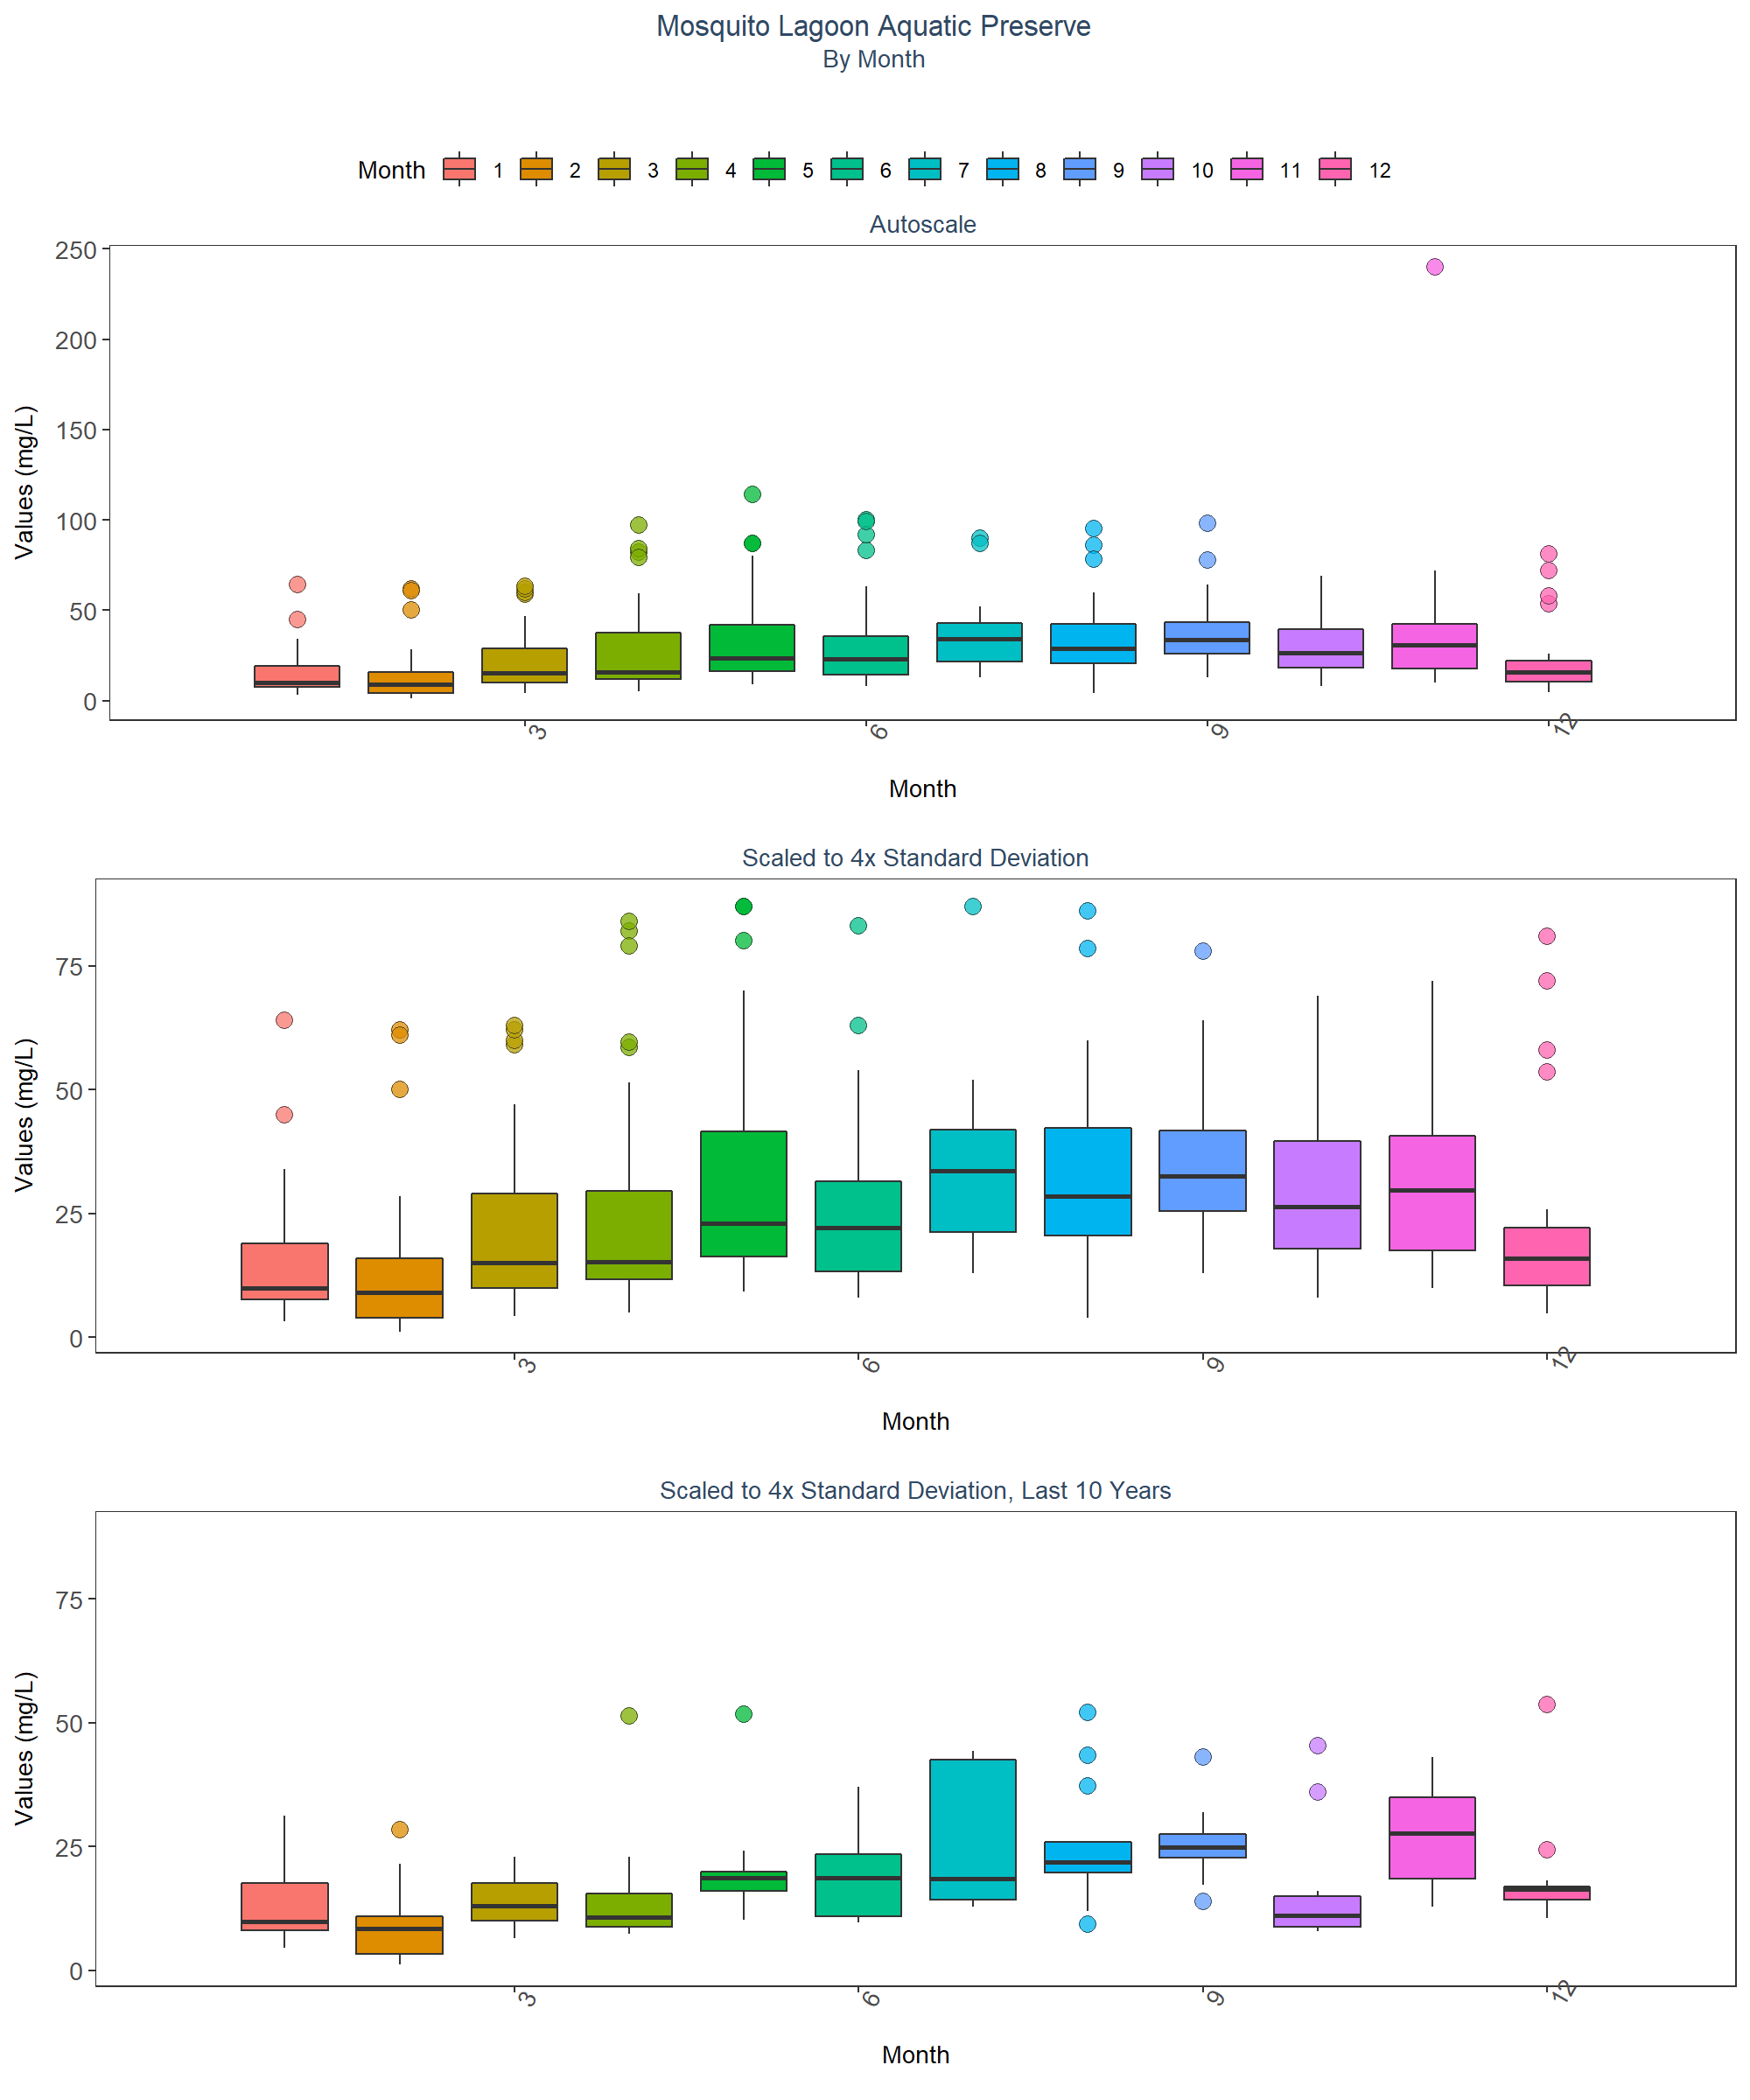 Mosquito Lagoon Aquatic Preserve
By Month
Month 1 2 3 4 5 6 7 8 9 10 11 12
Autoscale
Values (mg/L)
250
200
150
100
50
0
3 6 9 12
Month
Scaled to 4x Standard Deviation
Values (mg/L)
75
50
25
0
3 6 9 12
Month
Scaled to 4x Standard Deviation, Last 10 Years
Values (mg/L)
75
50
25
0
3 6 9 12
Month